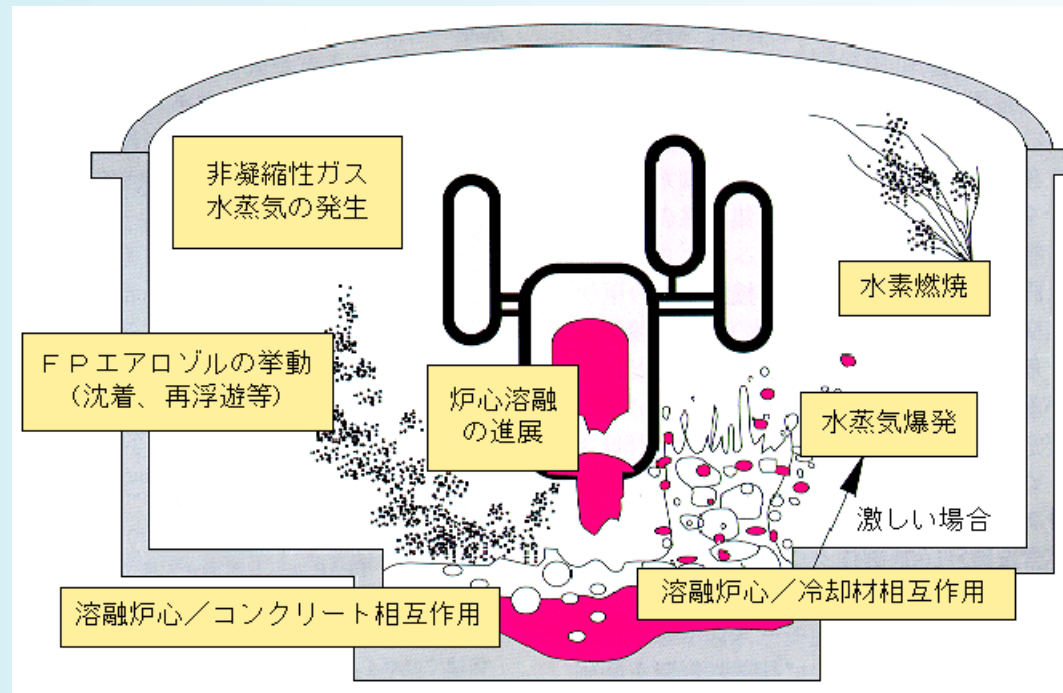 非凝縮性ガス
水蒸気の発生
水素燃焼
ＦＰエアロゾルの挙動
(沈着、再浮遊等)
炉心溶融
の進展
水蒸気爆発
激しい場合
溶融炉心／コンクリート相互作用
溶融炉心／冷却材相互作用